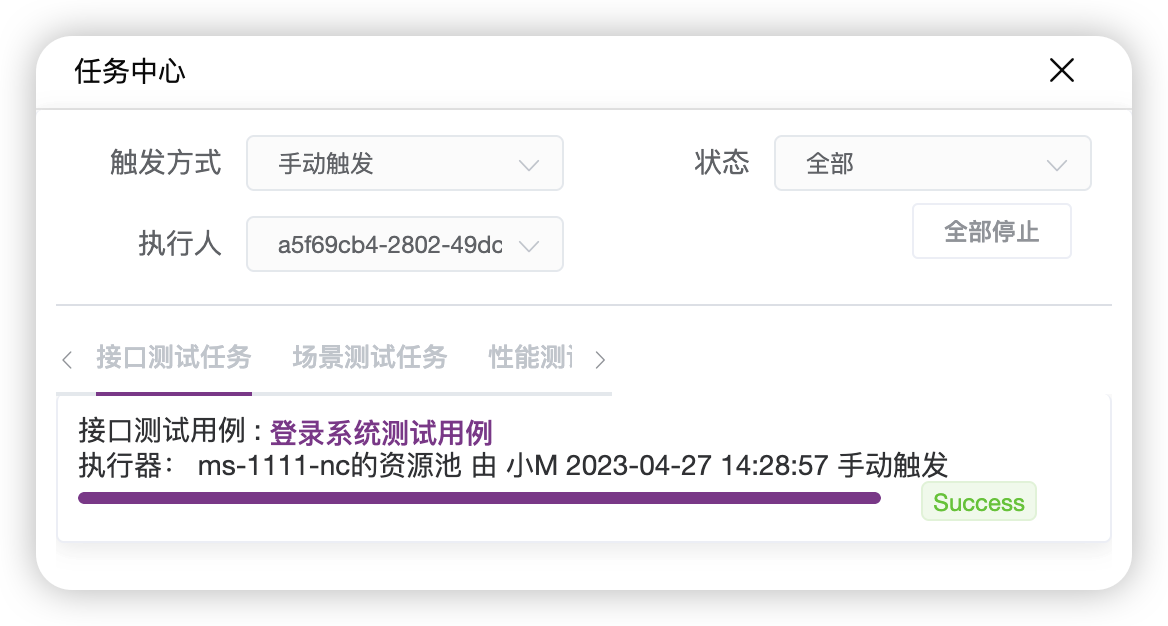 任务中心
触发方式 手动触发 状态 全部
执行人 a5f69cb4-2802-49dc 全部停止
接口测试任务 场景测试任务 性能测
接口测试用例 : 登录系统测试用例
执行器： ms-1111-nc的资源池 由 小M 2023-04-27 14:28:57 手动触发
Success